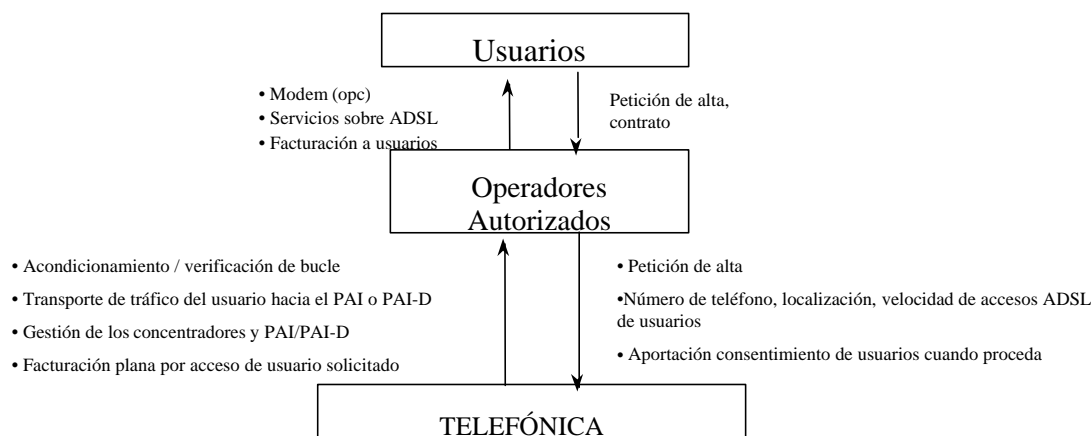 Usuarios
• Modem (opc)
• Servicios sobre ADSL
• Facturación a usuarios
Petición de alta,
contrato
Operadores
Autorizados
• Acondicionamiento / verificación de bucle
• Transporte de tráfico del usuario hacia el PAI o PAI-D
• Gestión de los concentradores y PAI/PAI-D
• Facturación plana por acceso de usuario solicitado
• Petición de alta
•Número de teléfono, localización, velocidad de accesos ADSL
de usuarios
• Aportación consentimiento de usuarios cuando proceda
TELEFÓNICA